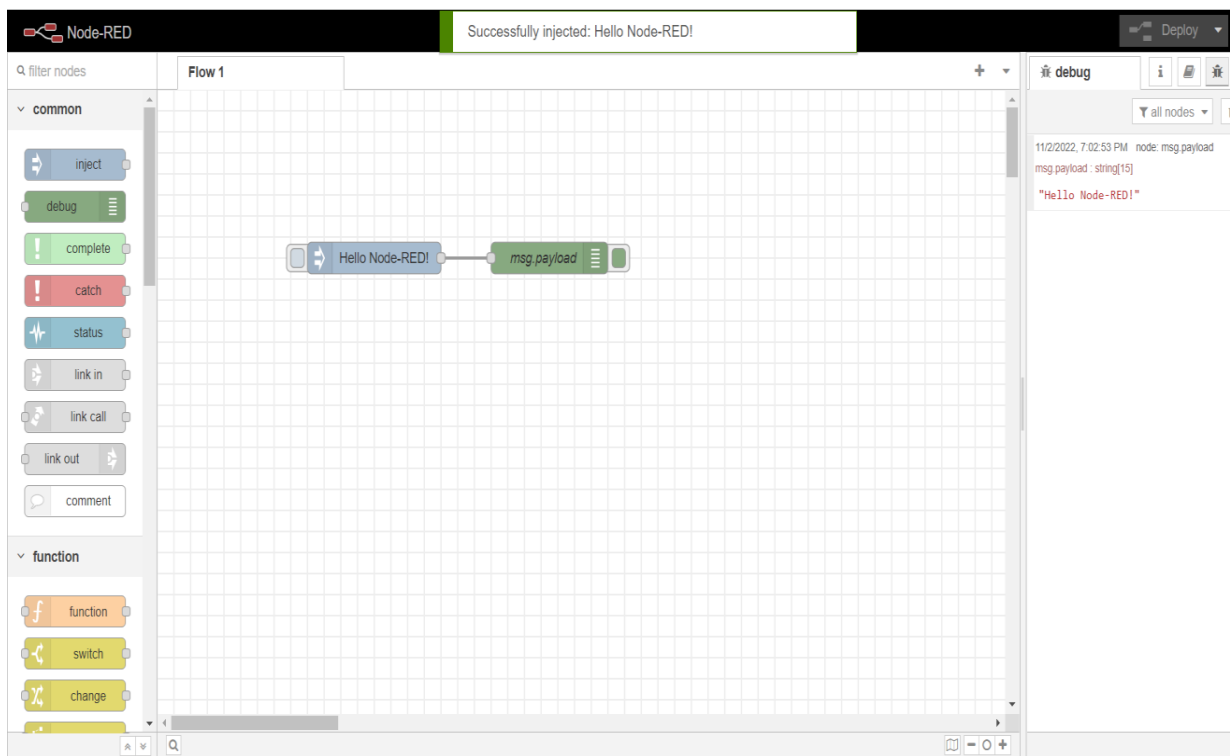 Node-RED
Successfully injected: Hello Node-RED!
Deploy
filter nodes
Flow 1
debug
i
common
all nodes
inject
debug
complete
catch
status
link in
link call
link out
comment
function
function
switch
change
Hello Node-RED!
msg.payload
11/2/2022, 7:02:53 PM node: msg.payload
msg.payload : string[15]
"Hello Node-RED!"